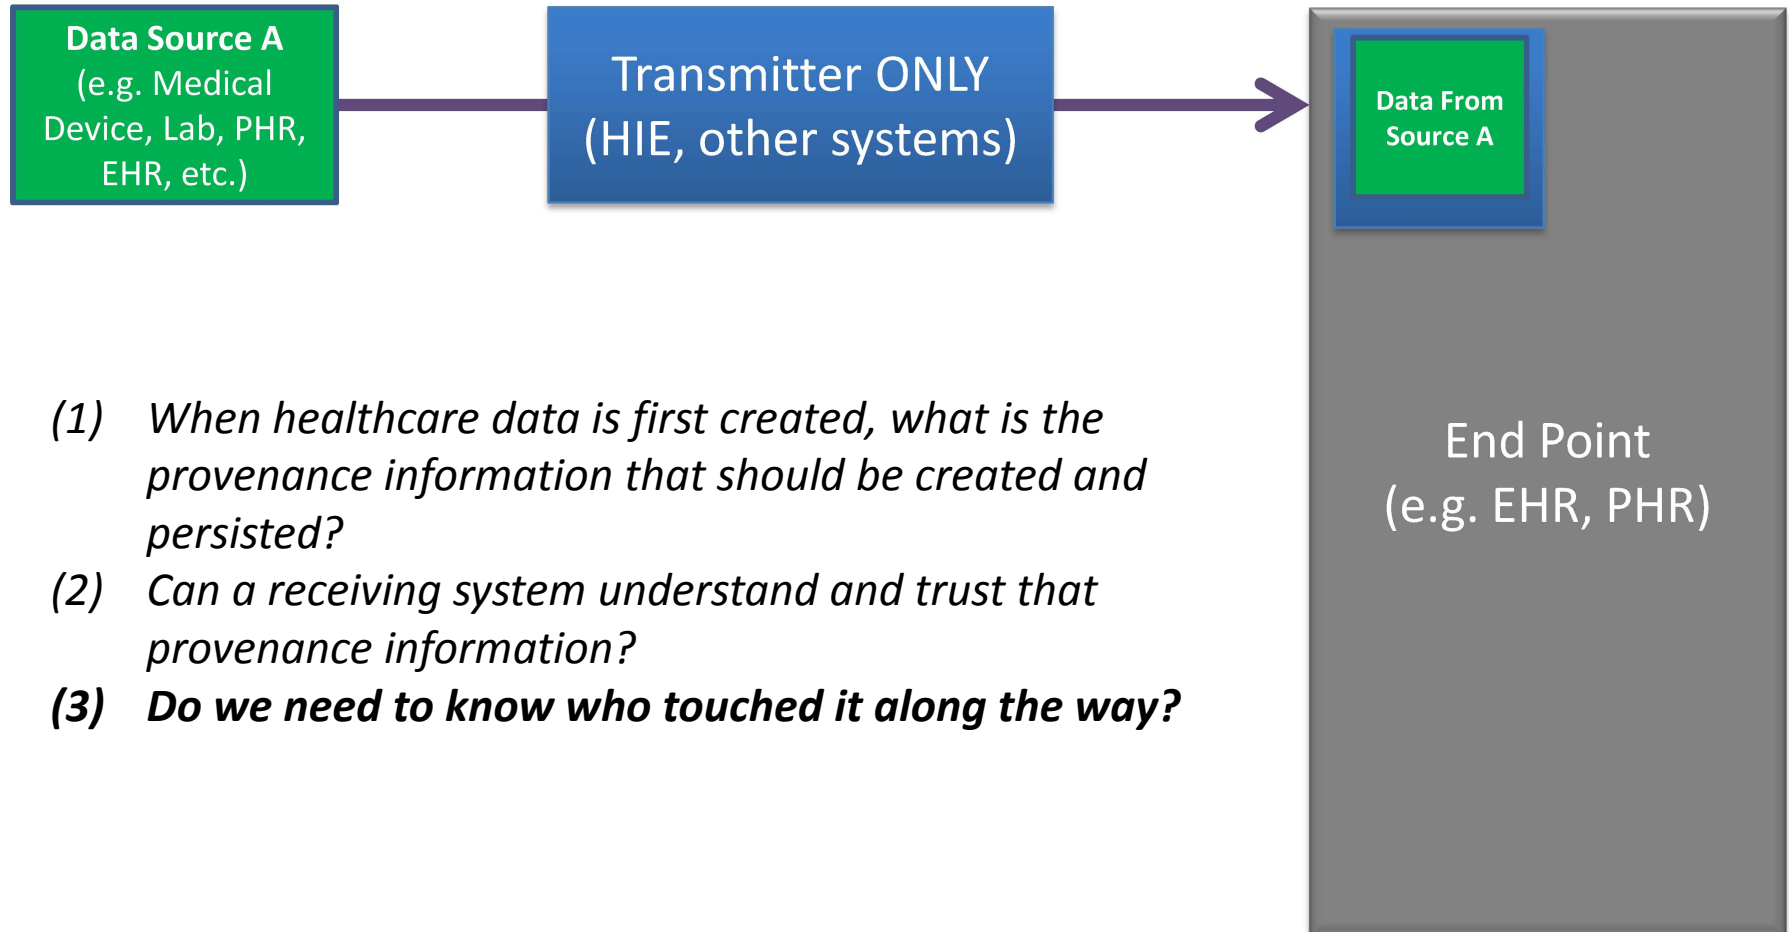 Data Source A
(e.g. Medical
Device, Lab, PHR,
EHR, etc.)
Transmitter ONLY
(HIE, other systems)
Data From
Source A
(1) When healthcare data is first created, what is the
provenance information that should be created and
persisted?
(2) Can a receiving system understand and trust that
provenance information?
(3) Do we need to know who touched it along the way?
End Point
(e.g. EHR, PHR)